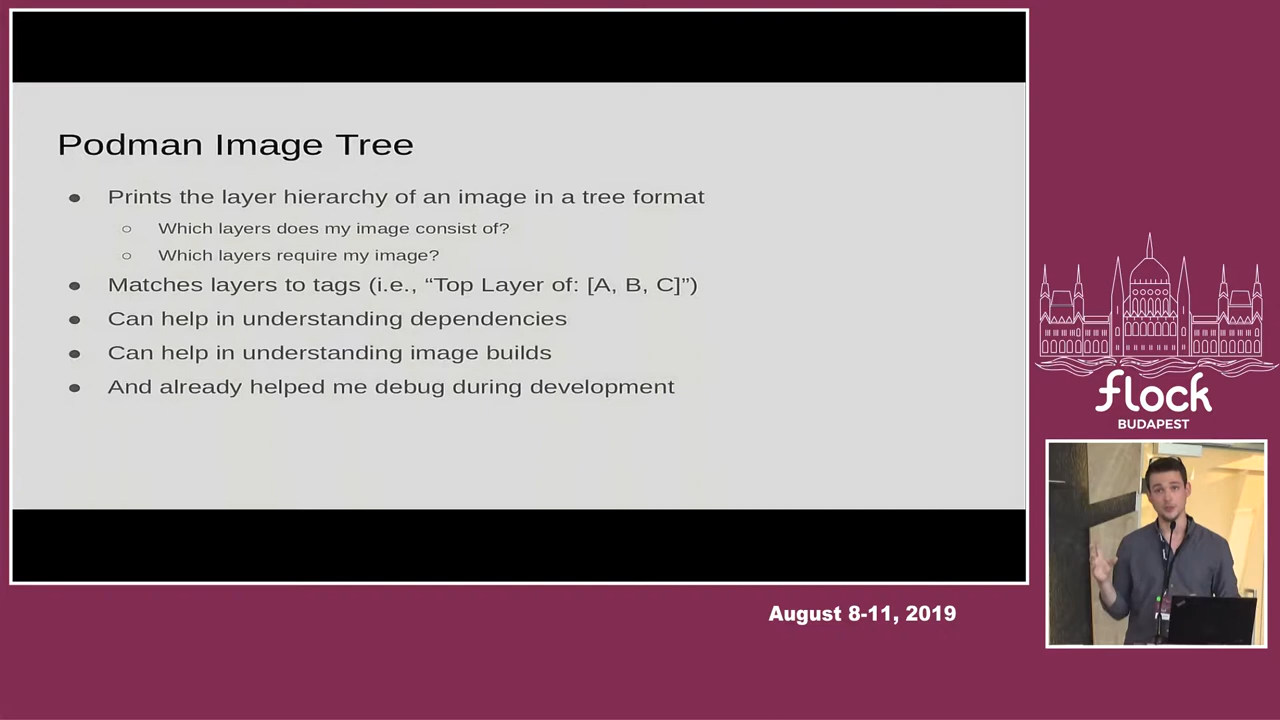 Podman Image Tree
● Prints the layer hierarchy of an image in a tree format
○ Which layers does my image consist of?
○ Which layers require my image?
● Matches layers to tags (i.e., “Top Layer of: [A, B, C]”)
● Can help in understanding dependencies
● Can help in understanding image builds
● And already helped me debug during development
flock
BUDAPEST
August 8-11, 2019